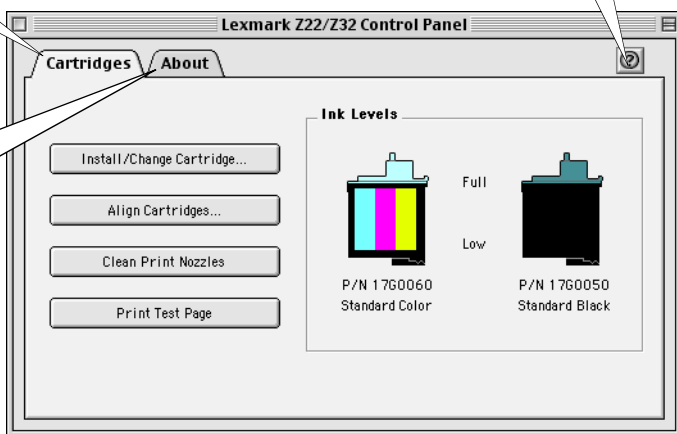 Lexmark Z22/Z32 Control Panel
Cartridges
About
?
Ink Levels
Install/Change Cartridge...
Align Cartridges...
Clean Print Nozzles
Print Test Page
Full
Low
P/N 17G0060
Standard Color
P/N 17G0050
Standard Black